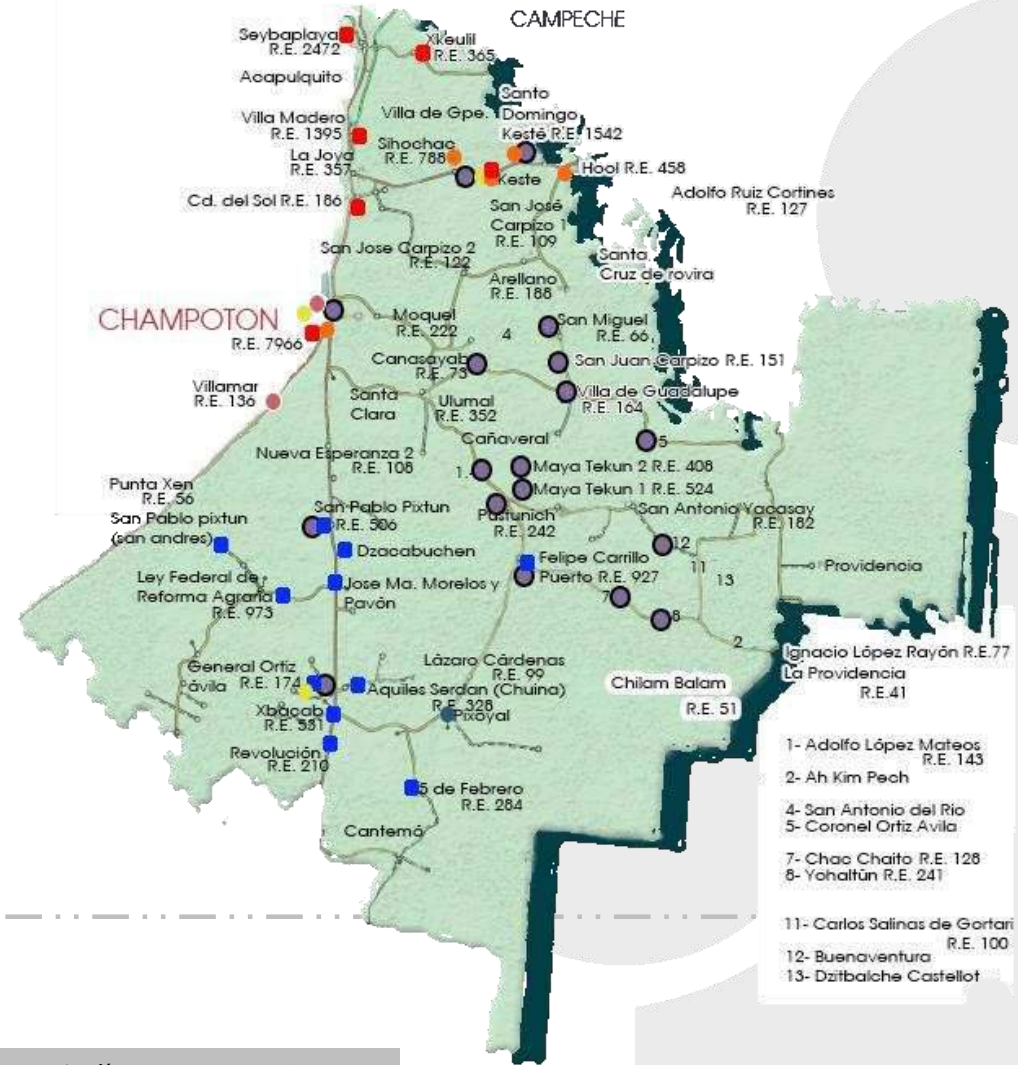 CAMPECHE
Seybaplaya
R.E. 2472
Xkeulil
R.E. 365
Acapulquito
Santo
Domingo
Kesté R.E. 1542
Villa Madero
R.E. 1395
Villa de Gpe.
Sihochac
R.E. 788
La Joya
R.E. 357
Hool R.E. 458
Keste
Adolfo Ruiz Cortines
R.E. 127
Cd. del Sol R.E. 186
San José
Carpizo 1
R.E. 109
San Jose Carpizo 2
R.E. 122
Santa
Cruz de rovira
Arellano
R.E. 188
CHAMPOTON
R.E. 7966
Moquel
R.E. 222
4
San Miguel
R.E. 66
Canasayab
R.E. 73
San Juan Carpizo R.E. 151
Villamar
R.E. 136
Santa
Clara
Ulumal
R.E. 352
Villa de Guadalupe
R.E. 164
Cañaveral
5
Nueva Esperanza 2
R.E. 108
1.
Maya Tekun 2 R.E. 408
Maya Tekun 1 R.E. 524
Punta Xen
R.E. 56
San Pablo pixtun
(san andres)
San Pablo Pixtun
R.E. 506
Pustunich
R.E. 242
San Antonio Yacasay
R.E. 182
Dzacabuchen
12
Felipe Carrillo
Puerto R.E. 927
11
13
Providencia
Ley Federal de
Reforma Agraria
R.E. 973
Jose Ma. Morelos y
Pavón
7
8
2
Ignacio López Rayón R.E.77
La Providencia
R.E.41
General Ortiz
ávila
R.E. 174
Lázaro Cárdenas
R.E. 99
Aquiles Serdan (Chuina)
R.E. 328
Chilam Balam
R.E. 51
Xbacab
R.E. 531
Pixoyal
Revolución
R.E. 210
5 de Febrero
R.E. 284
Cantemó
1- Adolfo López Mateos
R.E. 143
2- Ah Kim Pech
4- San Antonio del Rio
5- Coronel Ortiz Avila
7- Chac Chaito R.E. 128
8- Yohaltún R.E. 241
11- Carlos Salinas de Gortari
R.E. 100
12- Buenaventura
13- Dzitbalche Castellot